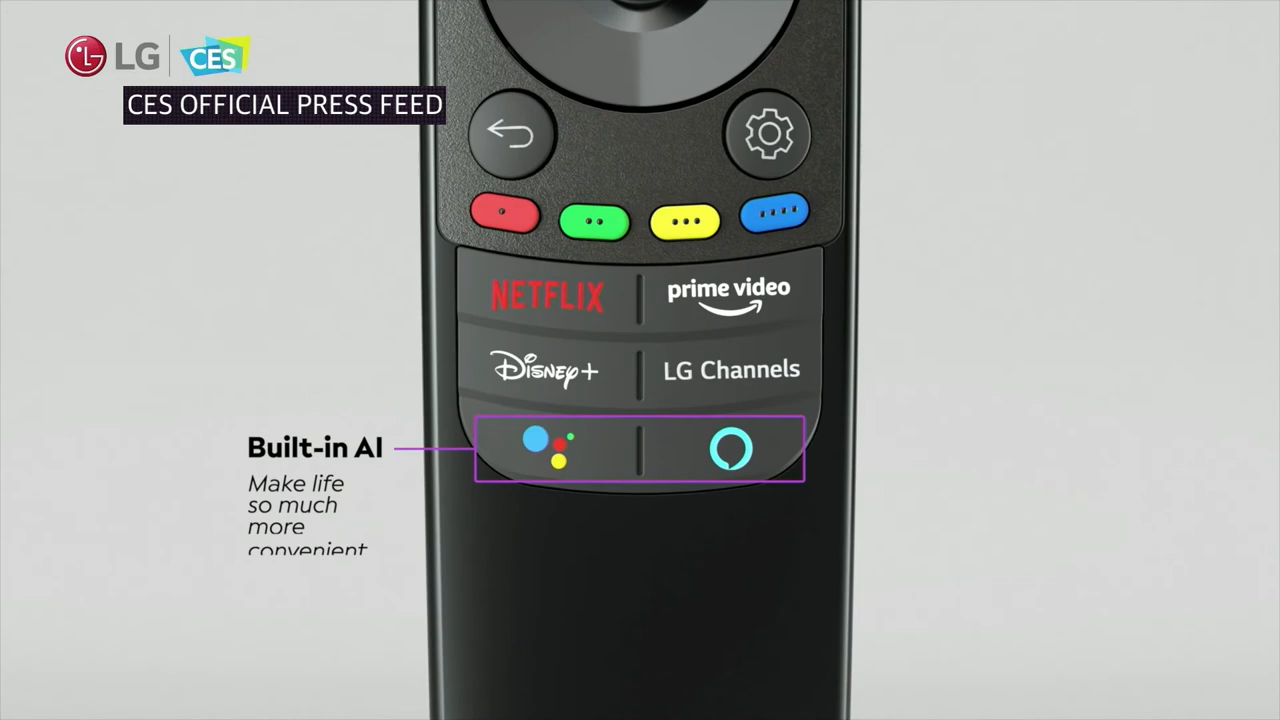 LG CES
CES OFFICIAL PRESS FEED
NETFLIX prime video
Disney+ LG Channels
Built-in AI
Make life
so much
more
convenient